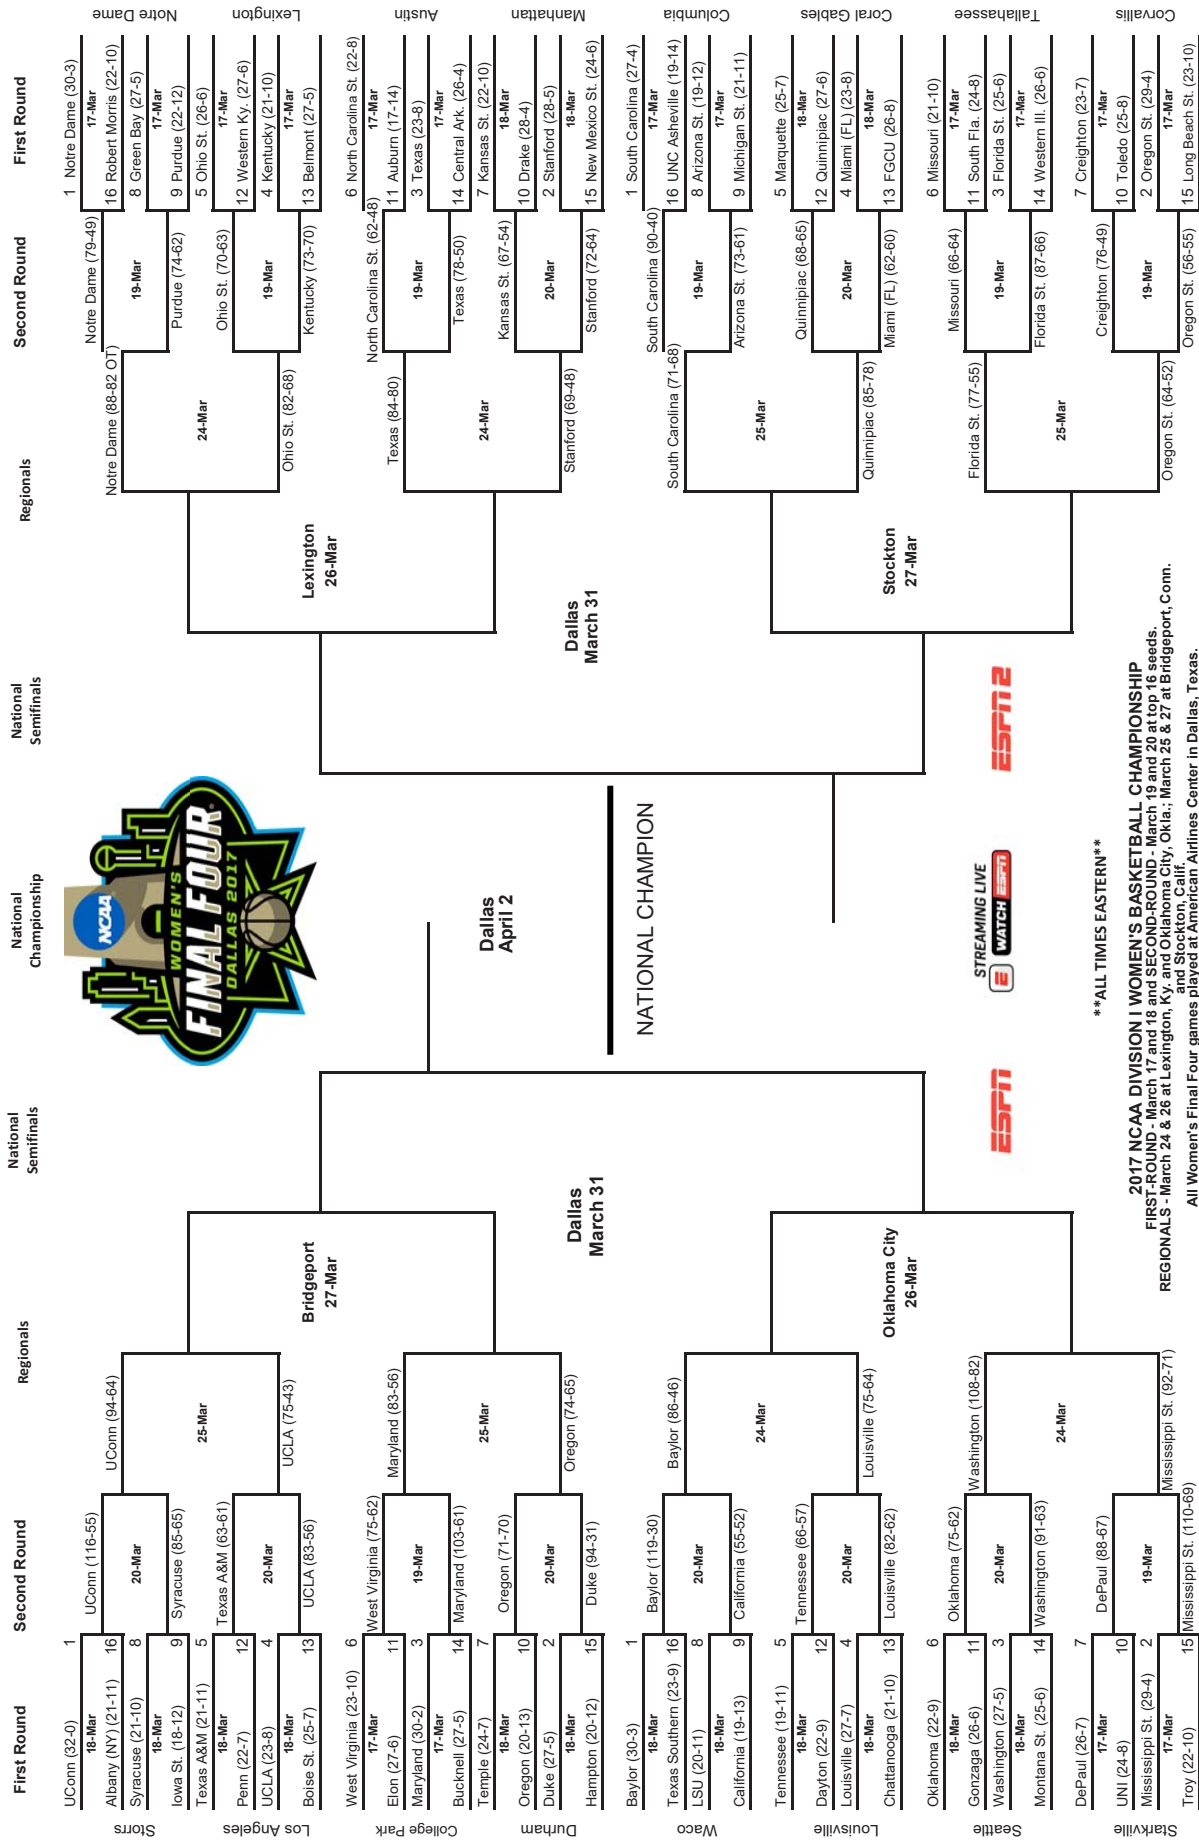 First Round
Second Round
Regionals
National
Semifinals
National
Championship
National
Semifinals
Regionals
Second Round
First Round
Storrs
UConn (32-0) 1
18-Mar
Albany (NY) (21-11) 16
Syracuse (21-10) 8
18-Mar
Iowa St. (18-12) 9
UConn (116-55)
20-Mar
Syracuse (85-65)
UConn (94-64)
Los Angeles
Texas A&M (21-11) 5
18-Mar
Penn (22-7) 12
UCLA (23-8) 4
18-Mar
Boise St. (25-7) 13
Texas A&M (63-61)
20-Mar
UCLA (83-56)
25-Mar
UCLA (75-43)
Bridgeport
27-Mar
College Park
West Virginia (23-10) 6
17-Mar
Elon (27-6) 11
Maryland (30-2) 3
17-Mar
Bucknell (27-5) 14
West Virginia (75-62)
19-Mar
Maryland (103-61)
Maryland (83-56)
Durham
Temple (24-7) 7
18-Mar
Oregon (20-13) 10
Duke (27-5) 2
18-Mar
Hampton (20-12) 15
Oregon (71-70)
20-Mar
Duke (94-31)
25-Mar
Oregon (74-65)
Dallas
March 31
Waco
Baylor (30-3) 1
18-Mar
Texas Southern (23-9) 16
LSU (20-11) 8
18-Mar
California (19-13) 9
Baylor (119-30)
20-Mar
California (55-52)
Baylor (86-46)
Louisville
Tennessee (19-11) 5
18-Mar
Dayton (22-9) 12
Louisville (27-7) 4
18-Mar
Chattanooga (21-10) 13
Tennessee (66-57)
20-Mar
Louisville (82-62)
24-Mar
Louisville (75-64)
Oklahoma City
26-Mar
Seattle
Oklahoma (22-9) 6
18-Mar
Gonzaga (26-6) 11
Washington (27-5) 3
18-Mar
Montana St. (25-6) 14
Oklahoma (75-62)
20-Mar
Washington (91-63)
Washington (108-82)
Starkville
DePaul (26-7) 7
17-Mar
UNI (24-8) 10
Mississippi St. (29-4) 2
17-Mar
Troy (22-10) 15
DePaul (88-67)
19-Mar
Mississippi St. (110-69)
24-Mar
Mississippi St. (92-71)
NCAA
WOMEN'S
FINAL FOUR
DALLAS 2017
Dallas
April 2
NATIONAL CHAMPION
Notre Dame
1 Notre Dame (30-3)
17-Mar
16 Robert Morris (22-10)
8 Green Bay (27-5)
17-Mar
9 Purdue (22-12)
Notre Dame (79-49)
19-Mar
Purdue (74-62)
Notre Dame (88-82 OT)
Lexington
5 Ohio St. (26-6)
17-Mar
12 Western Ky. (27-6)
4 Kentucky (21-10)
17-Mar
13 Belmont (27-5)
Ohio St. (70-63)
19-Mar
Kentucky (73-70)
24-Mar
Ohio St. (82-68)
Lexington
26-Mar
Austin
6 North Carolina St. (22-8)
17-Mar
11 Auburn (17-14)
3 Texas (23-8)
17-Mar
14 Central Ark. (26-4)
North Carolina St. (62-48)
19-Mar
Texas (78-50)
Texas (84-80)
Manhattan
7 Kansas St. (22-10)
18-Mar
10 Drake (28-4)
2 Stanford (28-5)
18-Mar
15 New Mexico St. (24-6)
Kansas St. (67-54)
20-Mar
Stanford (72-64)
24-Mar
Stanford (69-48)
Dallas
March 31
Columbia
1 South Carolina (27-4)
17-Mar
16 UNC Asheville (19-14)
8 Arizona St. (19-12)
17-Mar
9 Michigan St. (21-11)
South Carolina (90-40)
19-Mar
Arizona St. (73-61)
South Carolina (71-68)
Coral Gables
5 Marquette (25-7)
18-Mar
12 Quinnipiac (27-6)
4 Miami (FL) (23-8)
18-Mar
13 FGCU (26-8)
Quinnipiac (68-65)
20-Mar
Miami (FL) (62-60)
25-Mar
Quinnipiac (85-78)
Stockton
27-Mar
Tallahassee
6 Missouri (21-10)
17-Mar
11 South Fla. (24-8)
3 Florida St. (25-6)
17-Mar
14 Western Ill. (26-6)
Missouri (66-64)
19-Mar
Florida St. (87-66)
Florida St. (77-55)
Corvallis
7 Creighton (23-7)
17-Mar
10 Toledo (25-8)
2 Oregon St. (29-4)
17-Mar
15 Long Beach St. (23-10)
Creighton (76-49)
19-Mar
Oregon St. (56-55)
25-Mar
Oregon St. (64-52)
ESPN
STREAMING LIVE
WATCH ESPN
ESPN2
**ALL TIMES EASTERN**
2017 NCAA DIVISION I WOMEN'S BASKETBALL CHAMPIONSHIP
FIRST-ROUND - March 17 and 18 and SECOND-ROUND - March 19 and 20 at top 16 seeds.
REGIONALS - March 24 & 26 at Lexington, Ky. and Oklahoma City, Okla.; March 25 & 27 at Bridgeport, Conn.
and Stockton, Calif.
All Women's Final Four games played at American Airlines Center in Dallas, Texas.